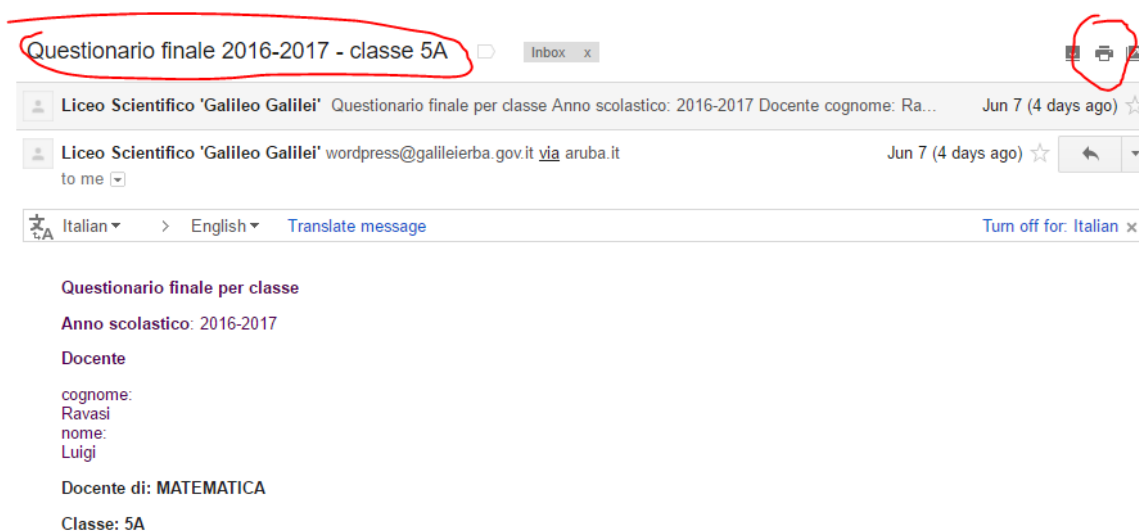 Questionario finale 2016-2017 - classe 5A
Inbox x
Liceo Scientifico 'Galileo Galilei' Questionario finale per classe Anno scolastico: 2016-2017 Docente cognome: Ra... Jun 7 (4 days ago)
Liceo Scientifico 'Galileo Galilei' wordpress@galileierba.gov.it via aruba.it Jun 7 (4 days ago)
to me
Italian > English Translate message Turn off for: Italian x
Questionario finale per classe
Anno scolastico: 2016-2017
Docente
cognome:
Ravasi
nome:
Luigi
Docente di: MATEMATICA
Classe: 5A